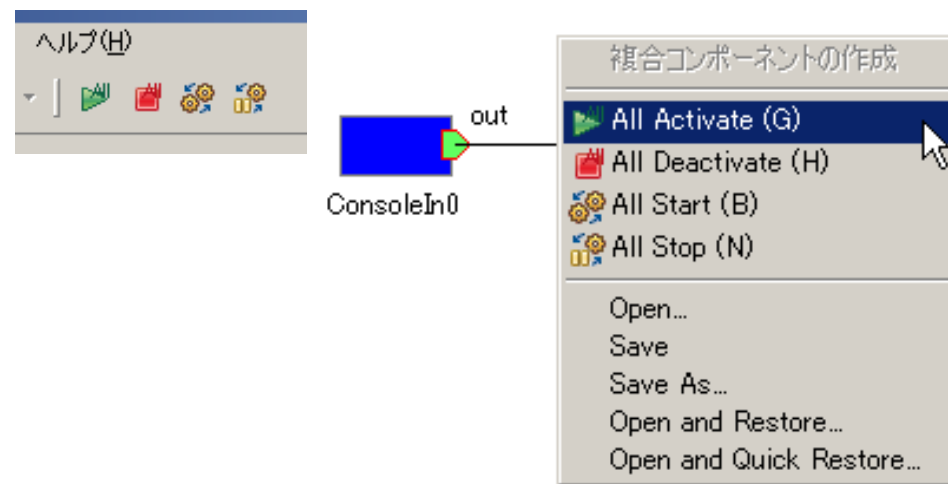 ヘルプ(H)
out
ConsoleIn0
複合コンポーネントの作成
All Activate (G)
All Deactivate (H)
All Start (B)
All Stop (N)
Open...
Save
Save As...
Open and Restore...
Open and Quick Restore...